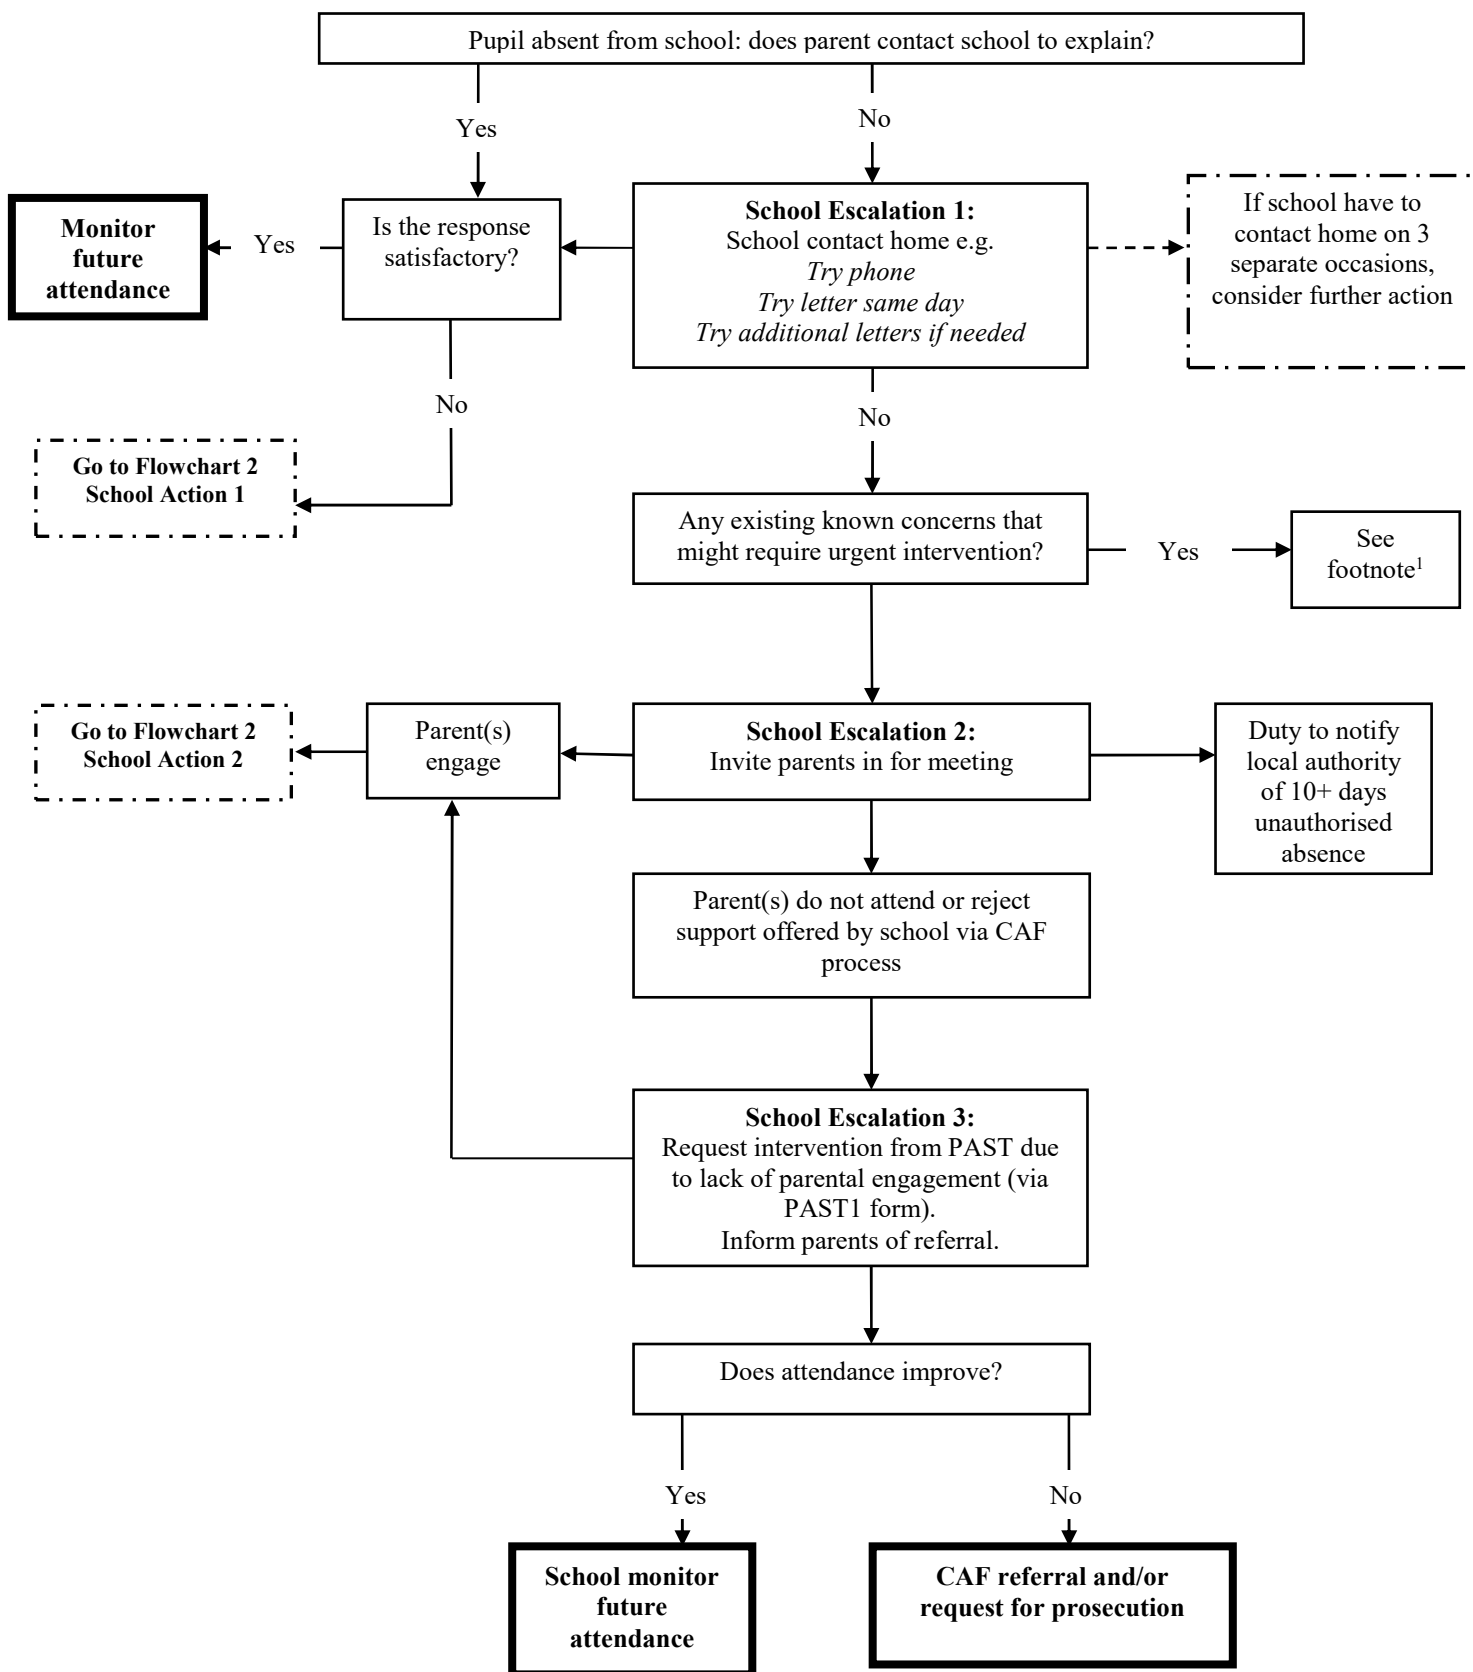 Pupil absent from school: does parent contact school to explain?
Yes
No
Monitor
future
attendance
Yes
Is the response
satisfactory?
School Escalation 1:
School contact home e.g.
Try phone
Try letter same day
Try additional letters if needed
If school have to
contact home on 3
separate occasions,
consider further action
No
No
Go to Flowchart 2
School Action 1
Any existing known concerns that
might require urgent intervention?
Yes
See
footnote¹
Go to Flowchart 2
School Action 2
Parent(s)
engage
School Escalation 2:
Invite parents in for meeting
Duty to notify
local authority
of 10+ days
unauthorised
absence
Parent(s) do not attend or reject
support offered by school via CAF
process
School Escalation 3:
Request intervention from PAST due
to lack of parental engagement (via
PAST1 form).
Inform parents of referral.
Does attendance improve?
Yes
No
School monitor
future
attendance
CAF referral and/or
request for prosecution